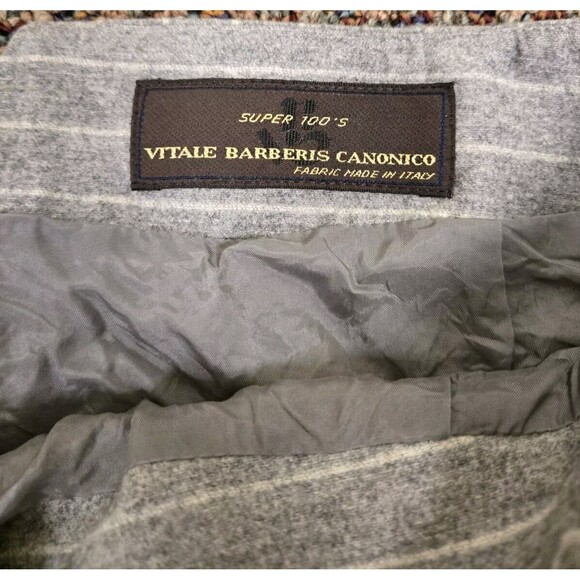 SUPER 100'S
VITALE BARBERIS CANONICO
FABRIC MADE IN ITALY